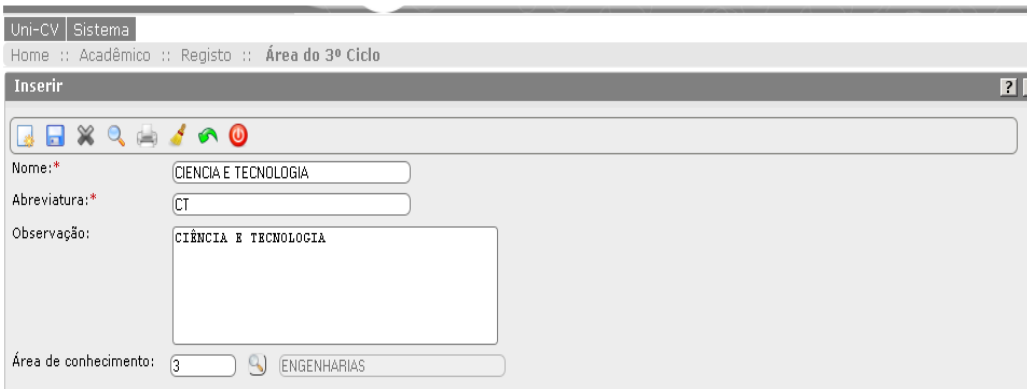 Uni-CV Sistema
Home :: Acadêmico :: Registo :: Área do 3º Ciclo
Inserir ?
Nome:* CIENCIA E TECNOLOGIA
Abreviatura:* CT
Observação: CIÊNCIA E TECNOLOGIA
Área de conhecimento: 3 ENGENHARIAS